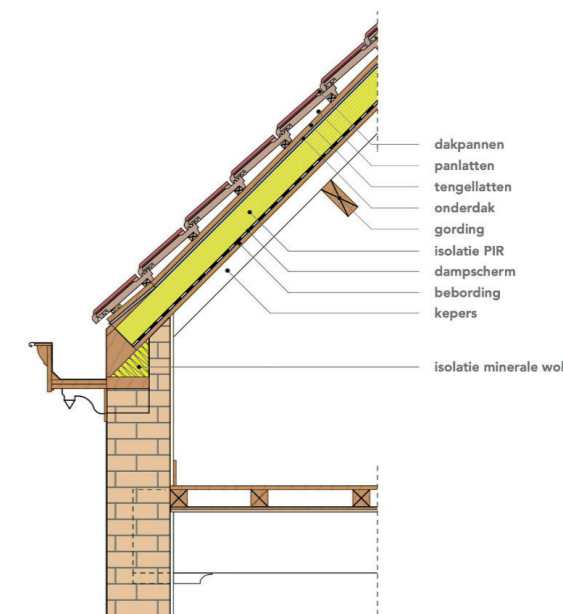 dakpannen
panlatten
tengellatten
onderdak
gording
isolatie PIR
dampscherm
bebording
kepers
isolatie minerale wol